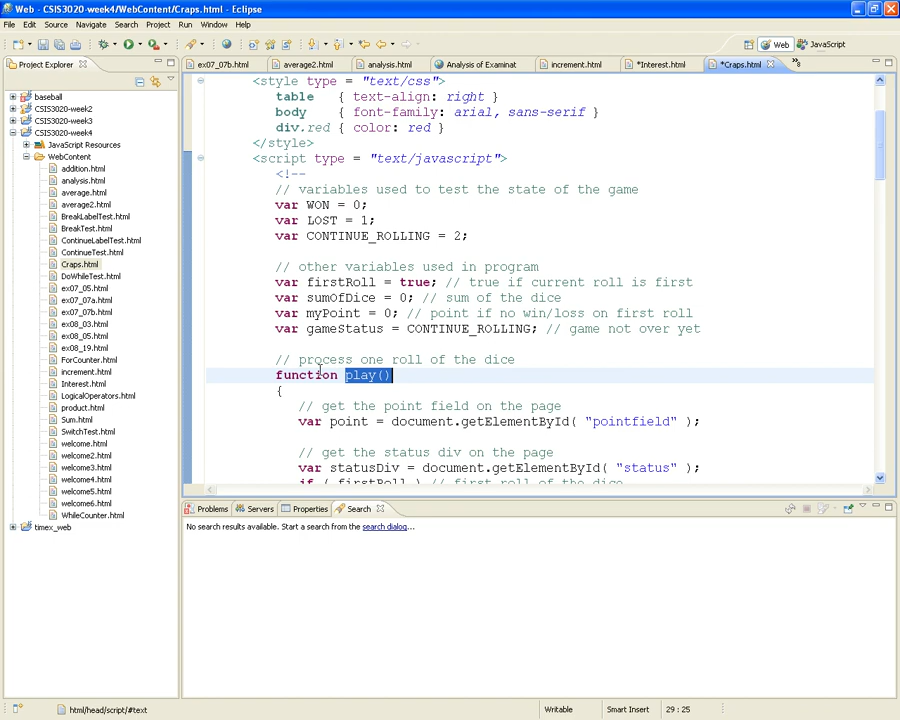 Web - CSIS3020-week4/WebContent/Craps.html - Eclipse
File Edit Source Navigate Search Project Run Window Help
Web JavaScript
Project Explorer
ex07_07b.html average2.html analysis.html Analysis of Examinat increment.html *Interest.html *Craps.html »8
baseball
CSIS3020-week2
CSIS3020-week3
CSIS3020-week4
JavaScript Resources
WebContent
addition.html
analysis.html
average.html
average2.html
BreakLabelTest.html
BreakTest.html
ContinueLabelTest.html
ContinueTest.html
Craps.html
DoWhileTest.html
ex07_05.html
ex07_07a.html
ex07_07b.html
ex08_03.html
ex08_05.html
ex08_19.html
ForCounter.html
increment.html
Interest.html
LogicalOperators.html
product.html
Sum.html
SwitchTest.html
welcome.html
welcome2.html
welcome3.html
welcome4.html
welcome5.html
welcome6.html
WhileCounter.html
timex_web
<style type = "text/css">
table { text-align: right }
body { font-family: arial, sans-serif }
div.red { color: red }
</style>
<script type = "text/javascript">
<!--
// variables used to test the state of the game
var WON = 0;
var LOST = 1;
var CONTINUE_ROLLING = 2;
// other variables used in program
var firstRoll = true; // true if current roll is first
var sumOfDice = 0; // sum of the dice
var myPoint = 0; // point if no win/loss on first roll
var gameStatus = CONTINUE_ROLLING; // game not over yet
// process one roll of the dice
function play()
{
// get the point field on the page
var point = document.getElementById( "pointfield" );
// get the status div on the page
var statusDiv = document.getElementById( "status" );
if ( firstRoll ) // first roll of the dice
Problems Servers Properties Search
No search results available. Start a search from the search dialog...
html/head/script/#text Writable Smart Insert 29 : 25